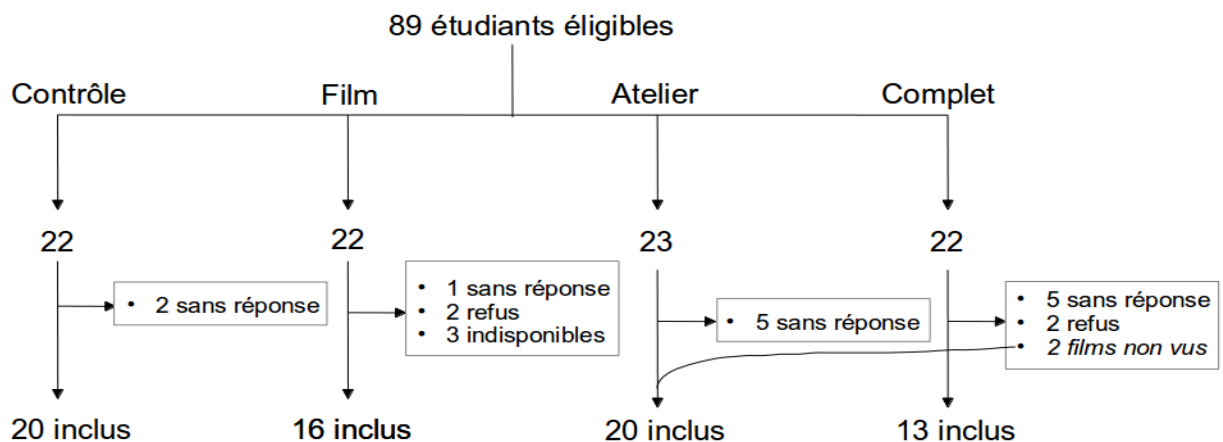 89 étudiants éligibles
Contrôle
Film
Atelier
Complet
22
22
23
22
• 2 sans réponse
• 1 sans réponse
• 2 refus
• 3 indisponibles
• 5 sans réponse
• 5 sans réponse
• 2 refus
• 2 films non vus
20 inclus
16 inclus
20 inclus
13 inclus